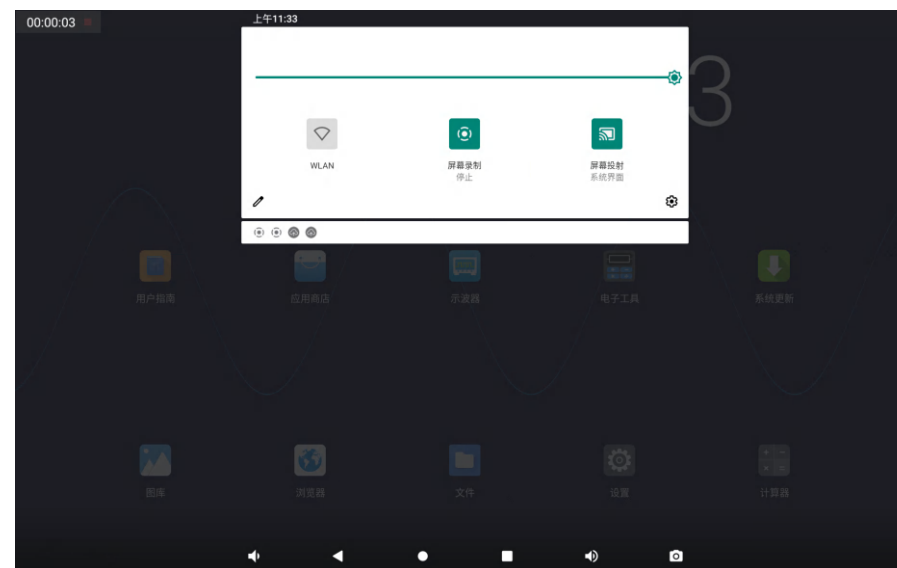 00:00:03
上午11:33
3
WLAN
屏幕录制
停止
屏幕投射
系统界面
用户指南
应用商店
示波器
电子工具
系统更新
图库
浏览器
文件
设置
计算器